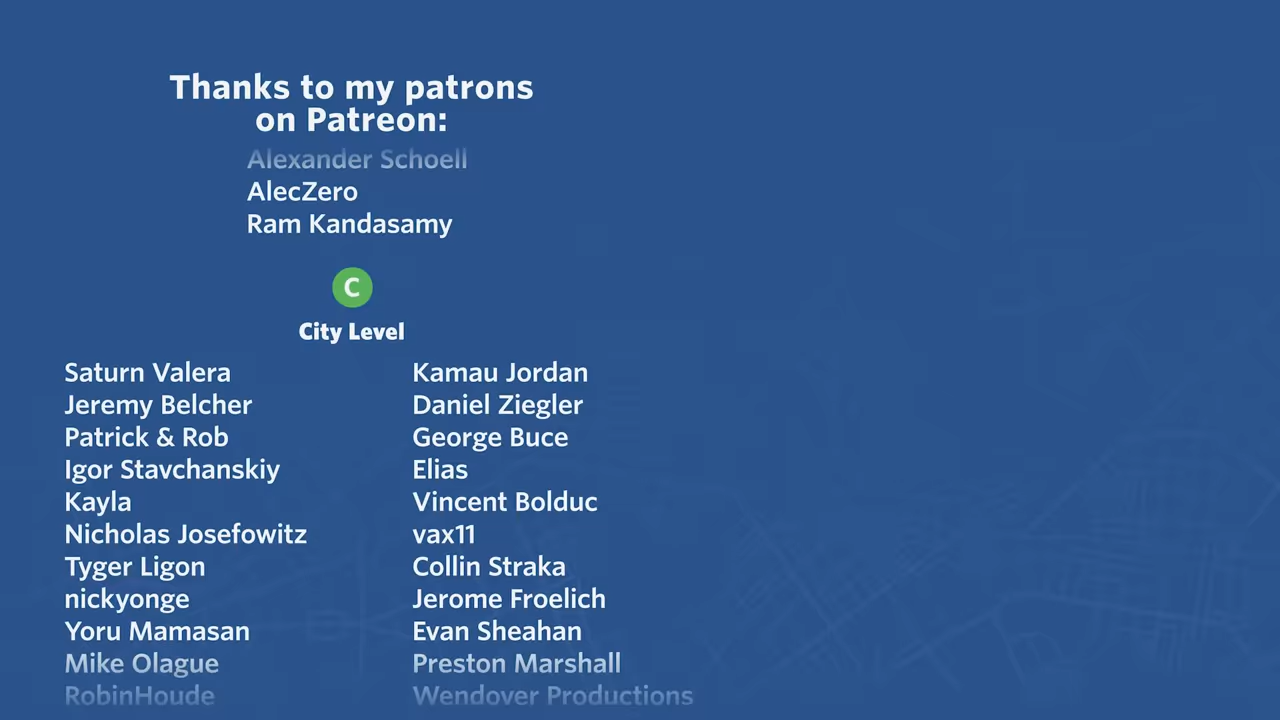 Thanks to my patrons
on Patreon:
Alexander Schoell
AlecZero
Ram Kandasamy
C
City Level
Saturn Valera
Jeremy Belcher
Patrick & Rob
Igor Stavchanskiy
Kayla
Nicholas Josefowitz
Tyger Ligon
nickyonge
Yoru Mamasan
Mike Olague
RobinHoude
Kamau Jordan
Daniel Ziegler
George Buce
Elias
Vincent Bolduc
vax11
Collin Straka
Jerome Froelich
Evan Sheahan
Preston Marshall
Wendover Productions